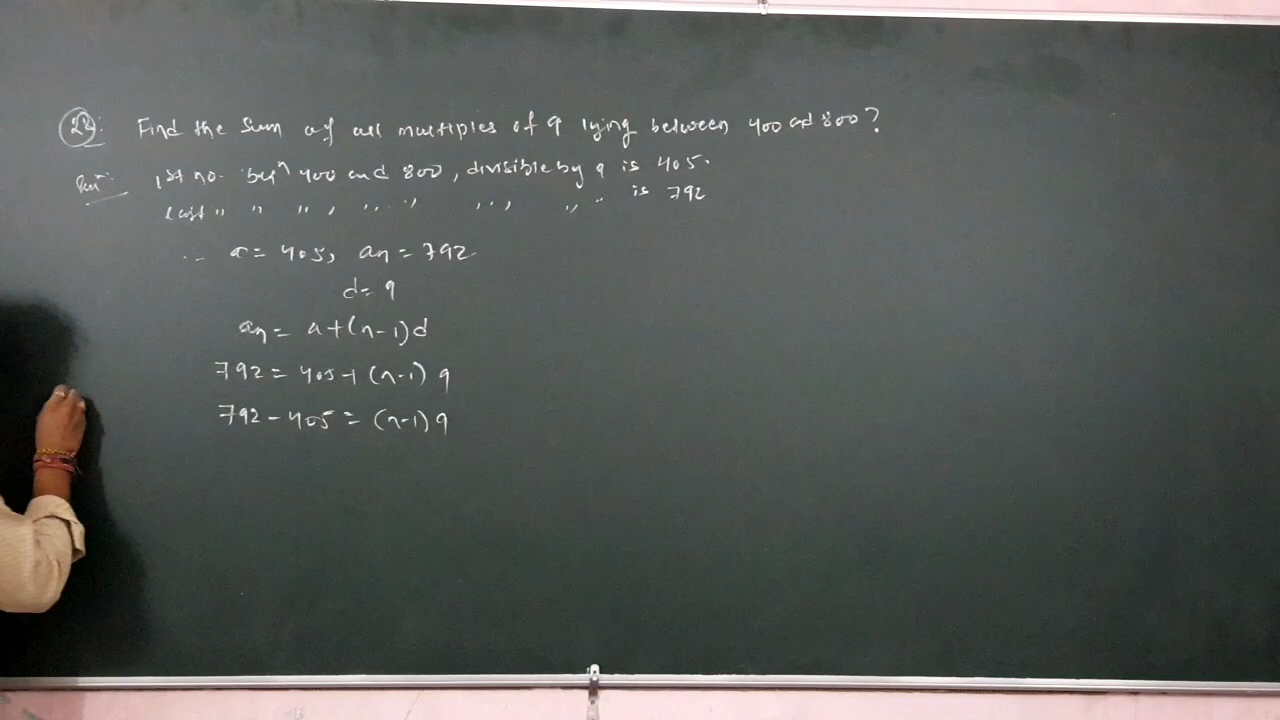 22. Find the Sum of all multiples of 9 lying between 400 and 800?
1st no. betn 400 and 800, divisible by 9 is 405.
Last " " " , " " " , " " is 792
∴ a = 405, an = 792
d = 9
an = a+(n-1)d
792 = 405+(n-1)9
792-405 = (n-1)9